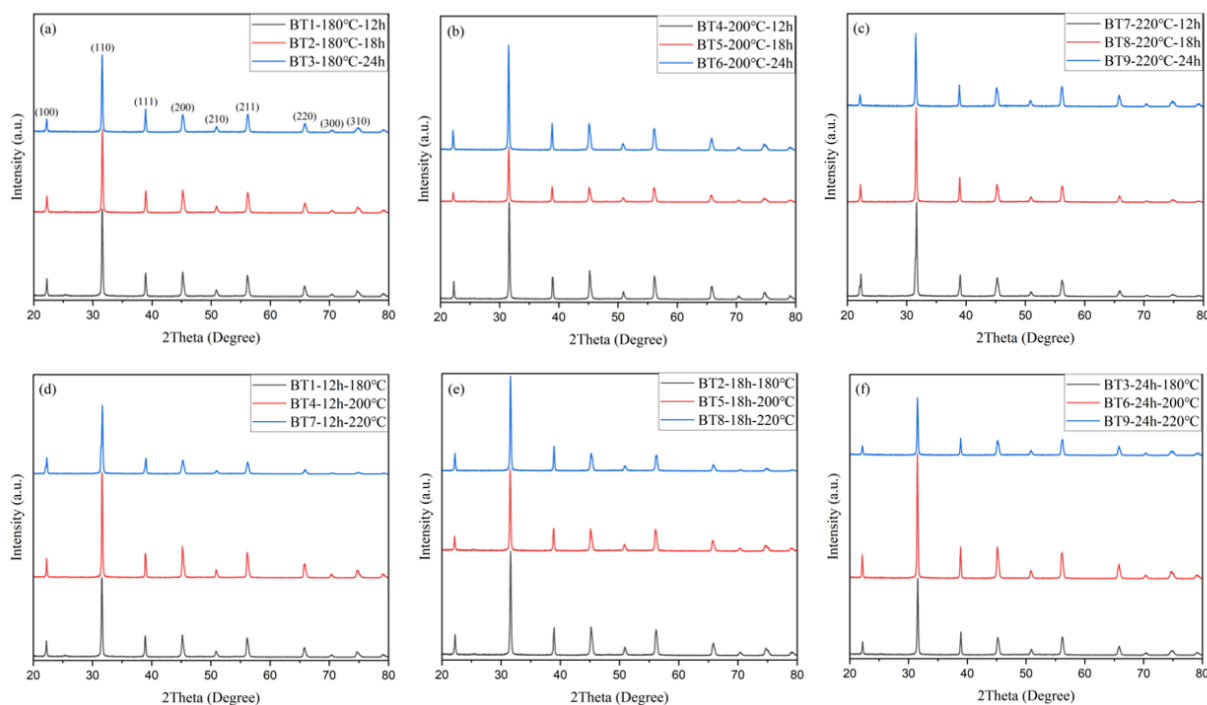 (a)
BT1-180℃-12h
BT2-180℃-18h
BT3-180℃-24h
(100)
(110)
(111)
(200)
(210)
(211)
(220)
(300)
(310)
Intensity (a.u.)
20 30 40 50 60 70 80
2Theta (Degree)
(b)
BT4-200℃-12h
BT5-200℃-18h
BT6-200℃-24h
Intensity (a.u.)
20 30 40 50 60 70 80
2Theta (Degree)
(c)
BT7-220℃-12h
BT8-220℃-18h
BT9-220℃-24h
Intensity (a.u.)
20 30 40 50 60 70 80
2Theta (Degree)
(d)
BT1-12h-180℃
BT4-12h-200℃
BT7-12h-220℃
Intensity (a.u.)
20 30 40 50 60 70 80
2Theta (Degree)
(e)
BT2-18h-180℃
BT5-18h-200℃
BT8-18h-220℃
Intensity (a.u.)
20 30 40 50 60 70 80
2Theta (Degree)
(f)
BT3-24h-180℃
BT6-24h-200℃
BT9-24h-220℃
Intensity (a.u.)
20 30 40 50 60 70 80
2Theta (Degree)